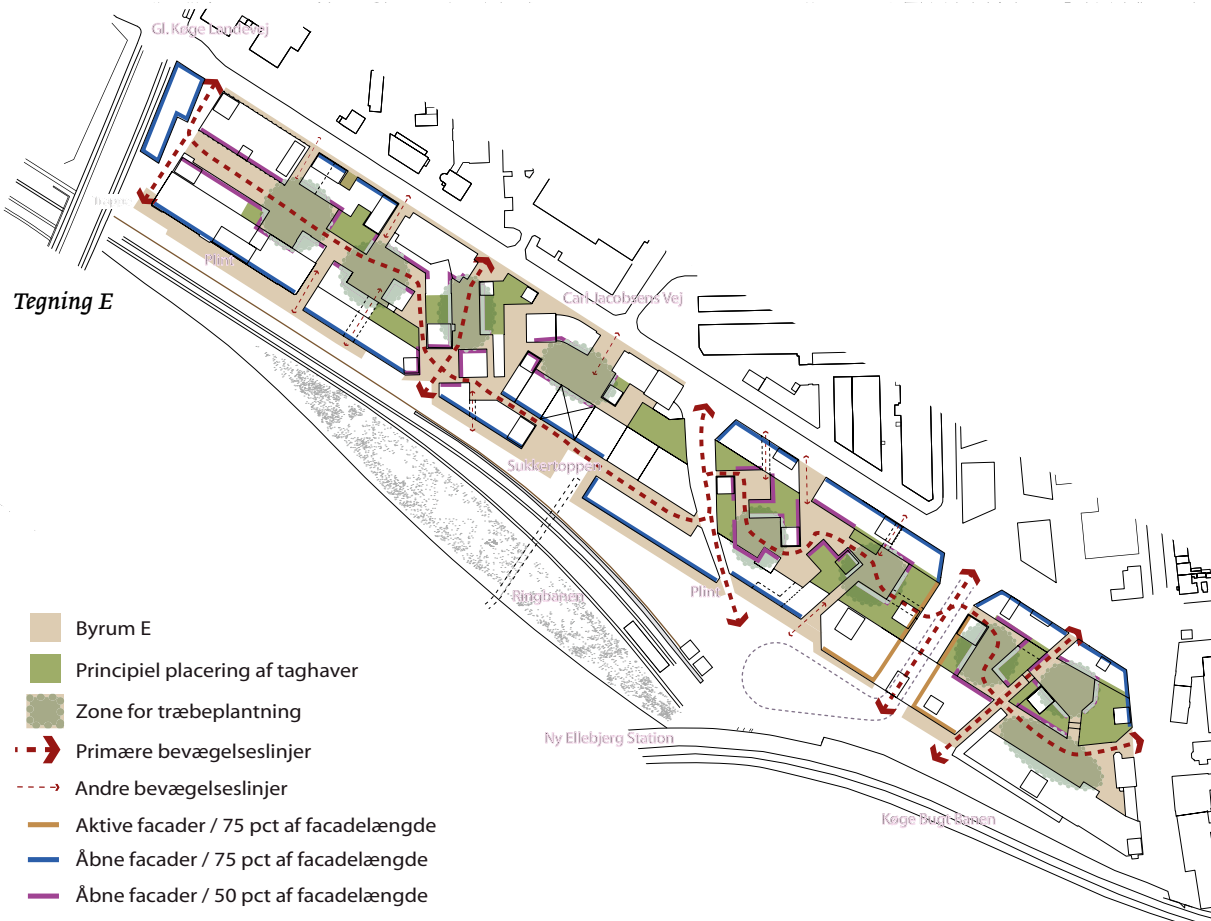 Gl. Køge Landevej
Trappe
Plint
Tegning E
Carl Jacobsens Vej
Sukkertoppen
Ringbanen
Plint
Ny Ellebjerg Station
Køge Bugt Banen
Byrum E
Principiel placering af taghaver
Zone for træbeplantning
Primære bevægelseslinjer
Andre bevægelseslinjer
Aktive facader / 75 pct af facadelængde
Åbne facader / 75 pct af facadelængde
Åbne facader / 50 pct af facadelængde